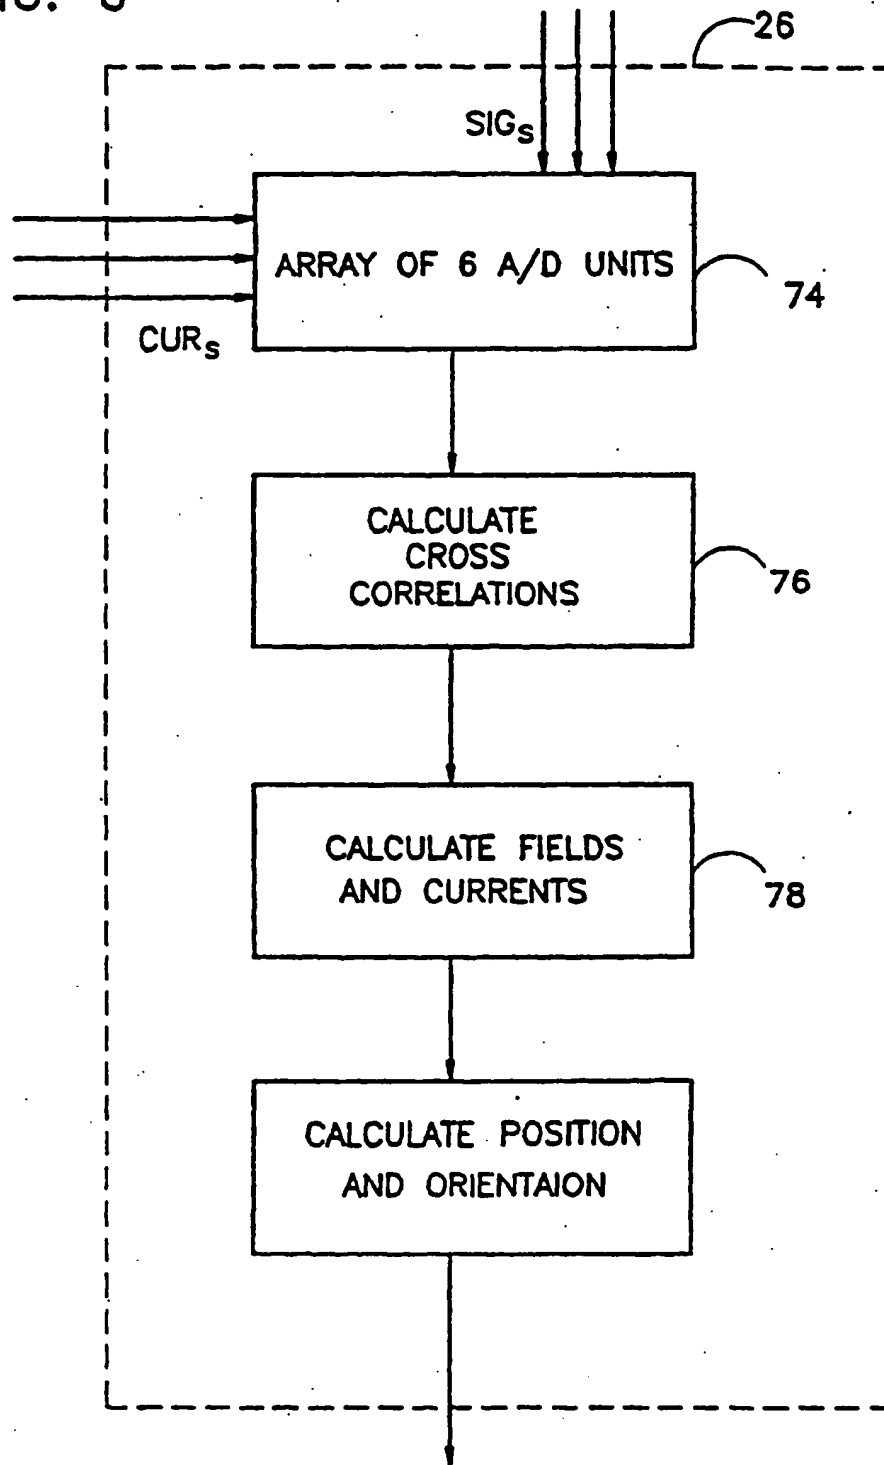 26
SIGs
ARRAY OF 6 A/D UNITS
74
CURs
CALCULATE
CROSS
CORRELATIONS
76
CALCULATE FIELDS
AND CURRENTS
78
CALCULATE POSITION
AND ORIENTAION